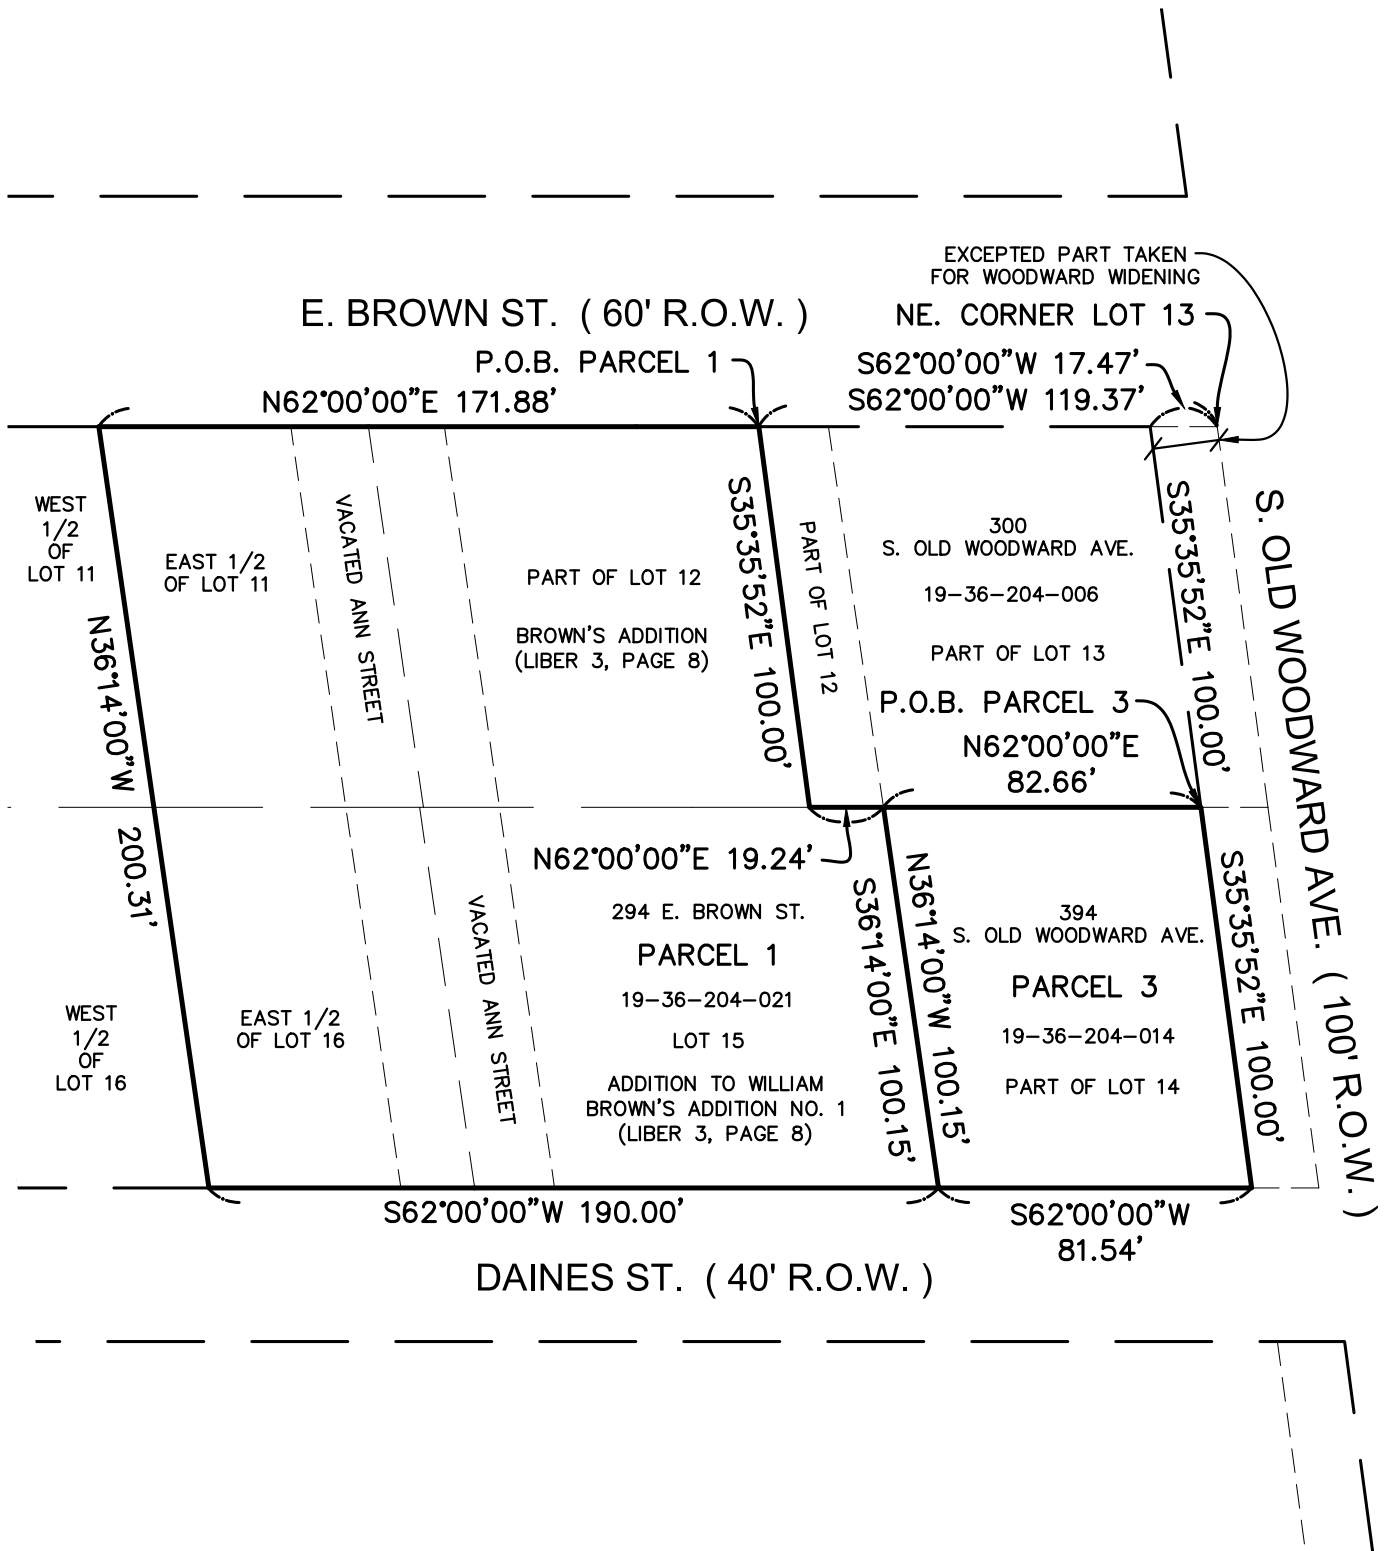 EXCEPTED PART TAKEN
FOR WOODWARD WIDENING
E. BROWN ST. ( 60' R.O.W. )
NE. CORNER LOT 13
P.O.B. PARCEL 1
S62°00'00"W 17.47'
N62°00'00"E 171.88'
S62°00'00"W 119.37'
WEST
1/2
OF
LOT 11
EAST 1/2
OF LOT 11
VACATED ANN STREET
PART OF LOT 12
BROWN'S ADDITION
(LIBER 3, PAGE 8)
S35°35'52"E 100.00'
PART OF LOT 12
300
S. OLD WOODWARD AVE.
19-36-204-006
PART OF LOT 13
S35°35'52"E 100.00'
S. OLD WOODWARD AVE. ( 100' R.O.W. )
P.O.B. PARCEL 3
N62°00'00"E
82.66'
N36°14'00"W 200.31'
N62°00'00"E 19.24'
294 E. BROWN ST.
PARCEL 1
19-36-204-021
LOT 15
ADDITION TO WILLIAM
BROWN'S ADDITION NO. 1
(LIBER 3, PAGE 8)
VACATED ANN STREET
WEST
1/2
OF
LOT 16
EAST 1/2
OF LOT 16
S36°14'00"E 100.15'
N36°14'00"W 100.15'
394
S. OLD WOODWARD AVE.
PARCEL 3
19-36-204-014
PART OF LOT 14
S35°35'52"E 100.00'
S62°00'00"W 190.00'
S62°00'00"W
81.54'
DAINES ST. ( 40' R.O.W. )